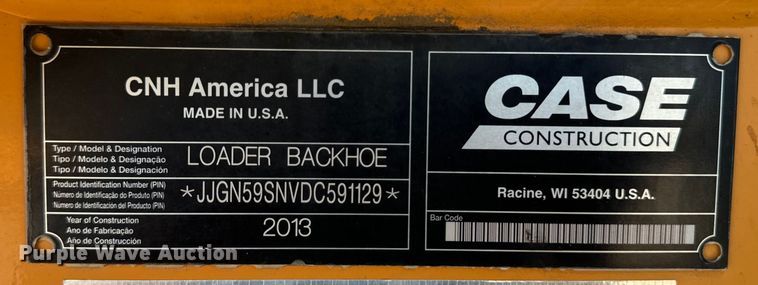 CNH America LLC
MADE IN U.S.A.
Type / Model & Designation
Tipo / Modelo & Designação
Tipo / Modelo & Designación
LOADER BACKHOE
Product Identification Number (PIN)
Número de Identificação do Produto (PIN)
Número de Identificación del Producto (PIN)
*JJGN59SNVDC591129*
Year of Construction
Ano de Fabricação
Año de Construcción
2013
CASE
CONSTRUCTION
Racine, WI 53404 U.S.A.
Bar Code
Purple Wave Auction